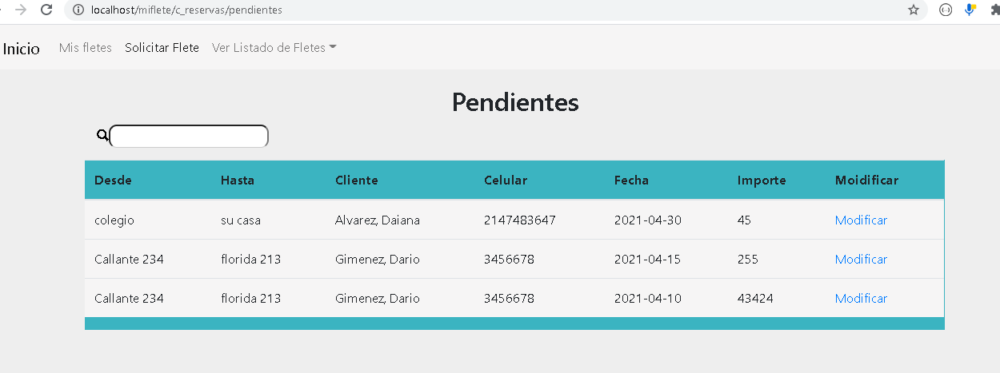 localhost/miflete/c_reservas/pendientes
Inicio Mis fletes Solicitar Flete Ver Listado de Fletes
Pendientes
Desde Hasta Cliente Celular Fecha Importe Moidificar
colegio su casa Alvarez, Daiana 2147483647 2021-04-30 45 Modificar
Callante 234 florida 213 Gimenez, Dario 3456678 2021-04-15 255 Modificar
Callante 234 florida 213 Gimenez, Dario 3456678 2021-04-10 43424 Modificar